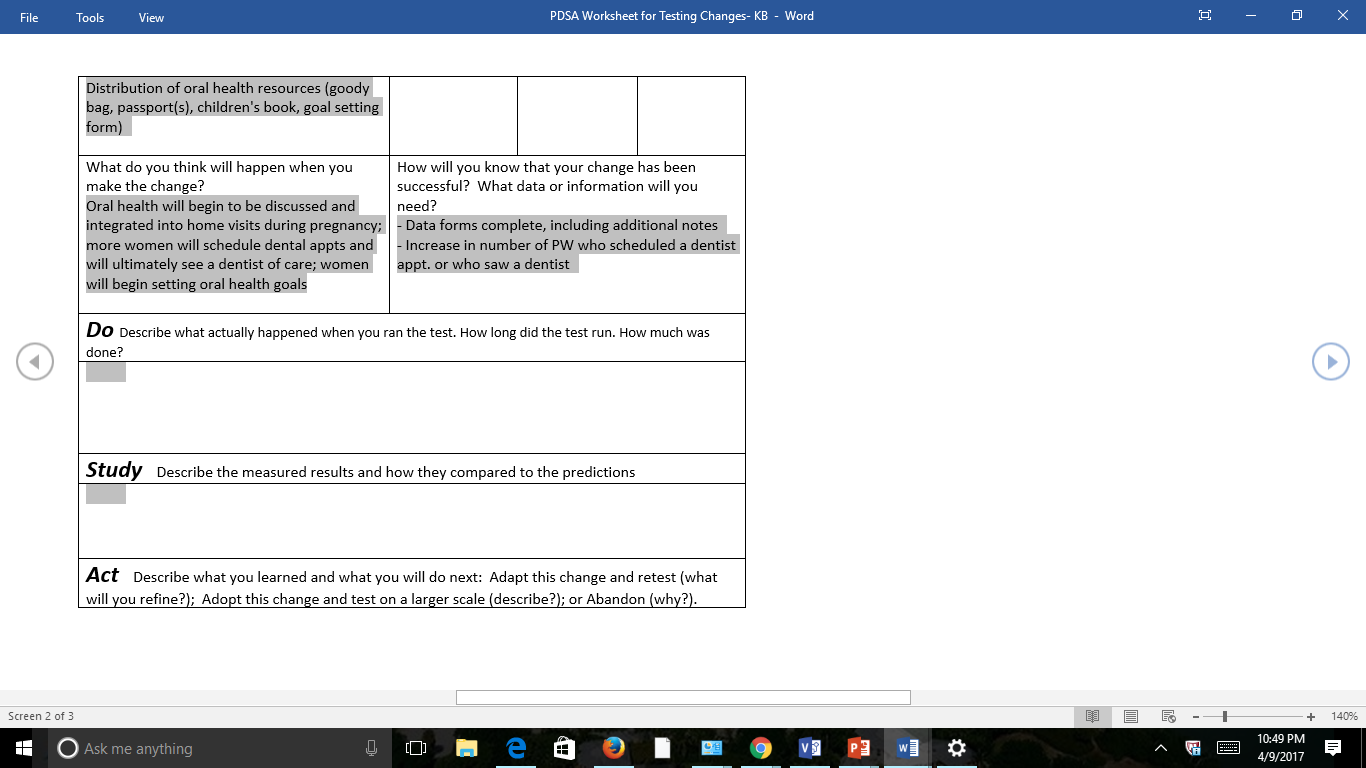 File Tools View PDSA Worksheet for Testing Changes- KB - Word
Distribution of oral health resources (goody
bag, passport(s), children's book, goal setting
form)
What do you think will happen when you
make the change?
Oral health will begin to be discussed and
integrated into home visits during pregnancy;
more women will schedule dental appts and
will ultimately see a dentist of care; women
will begin setting oral health goals
How will you know that your change has been
successful?  What data or information will you
need?
- Data forms complete, including additional notes
- Increase in number of PW who scheduled a dentist
appt. or who saw a dentist
Do Describe what actually happened when you ran the test. How long did the test run. How much was
done?
Study Describe the measured results and how they compared to the predictions
Act Describe what you learned and what you will do next:  Adapt this change and retest (what
will you refine?);  Adopt this change and test on a larger scale (describe?); or Abandon (why?).
Screen 2 of 3 140%
Ask me anything
10:49 PM
4/9/2017